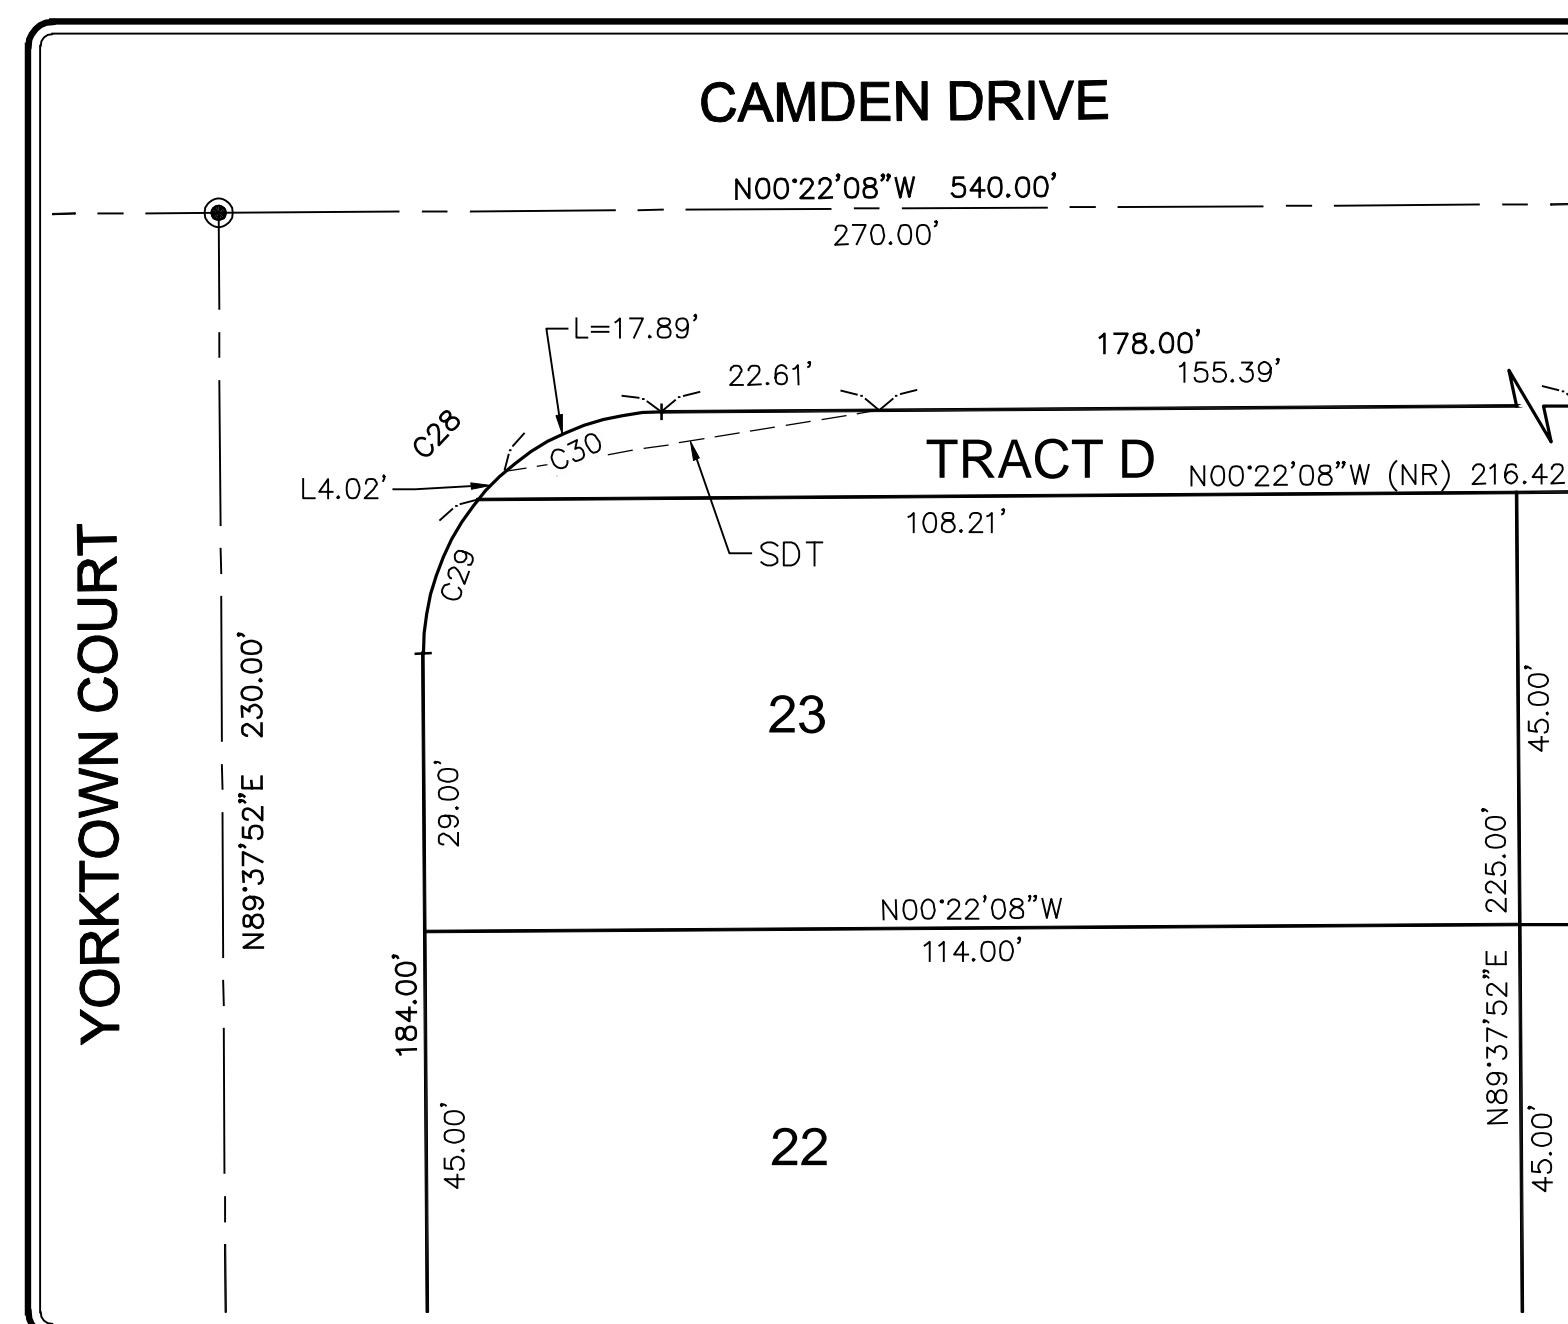 CAMDEN DRIVE
N00°22'08"W 540.00'
270.00'
L=17.89'
22.61'
178.00'
155.39'
C28
C30
TRACT D
N00°22'08"W (NR) 216.42
L4.02'
108.21'
SDT
C29
YORKTOWN COURT
N89°37'52"E 230.00'
23
29.00'
45.00'
N89°37'52"E 225.00'
N00°22'08"W
114.00'
184.00'
22
45.00'
45.00'